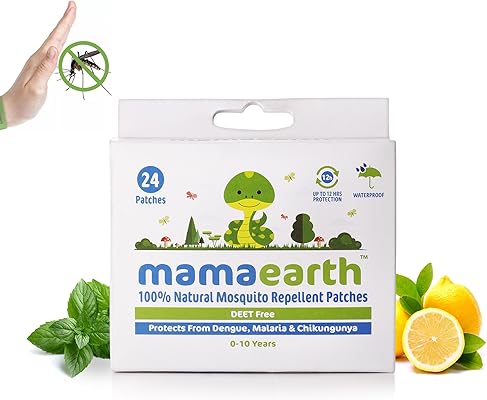 24
Patches
12h
UP TO 12 HRS
PROTECTION
WATERPROOF
mamaearth™
100% Natural Mosquito Repellent Patches
DEET Free
Protects From Dengue, Malaria & Chikungunya
0-10 Years